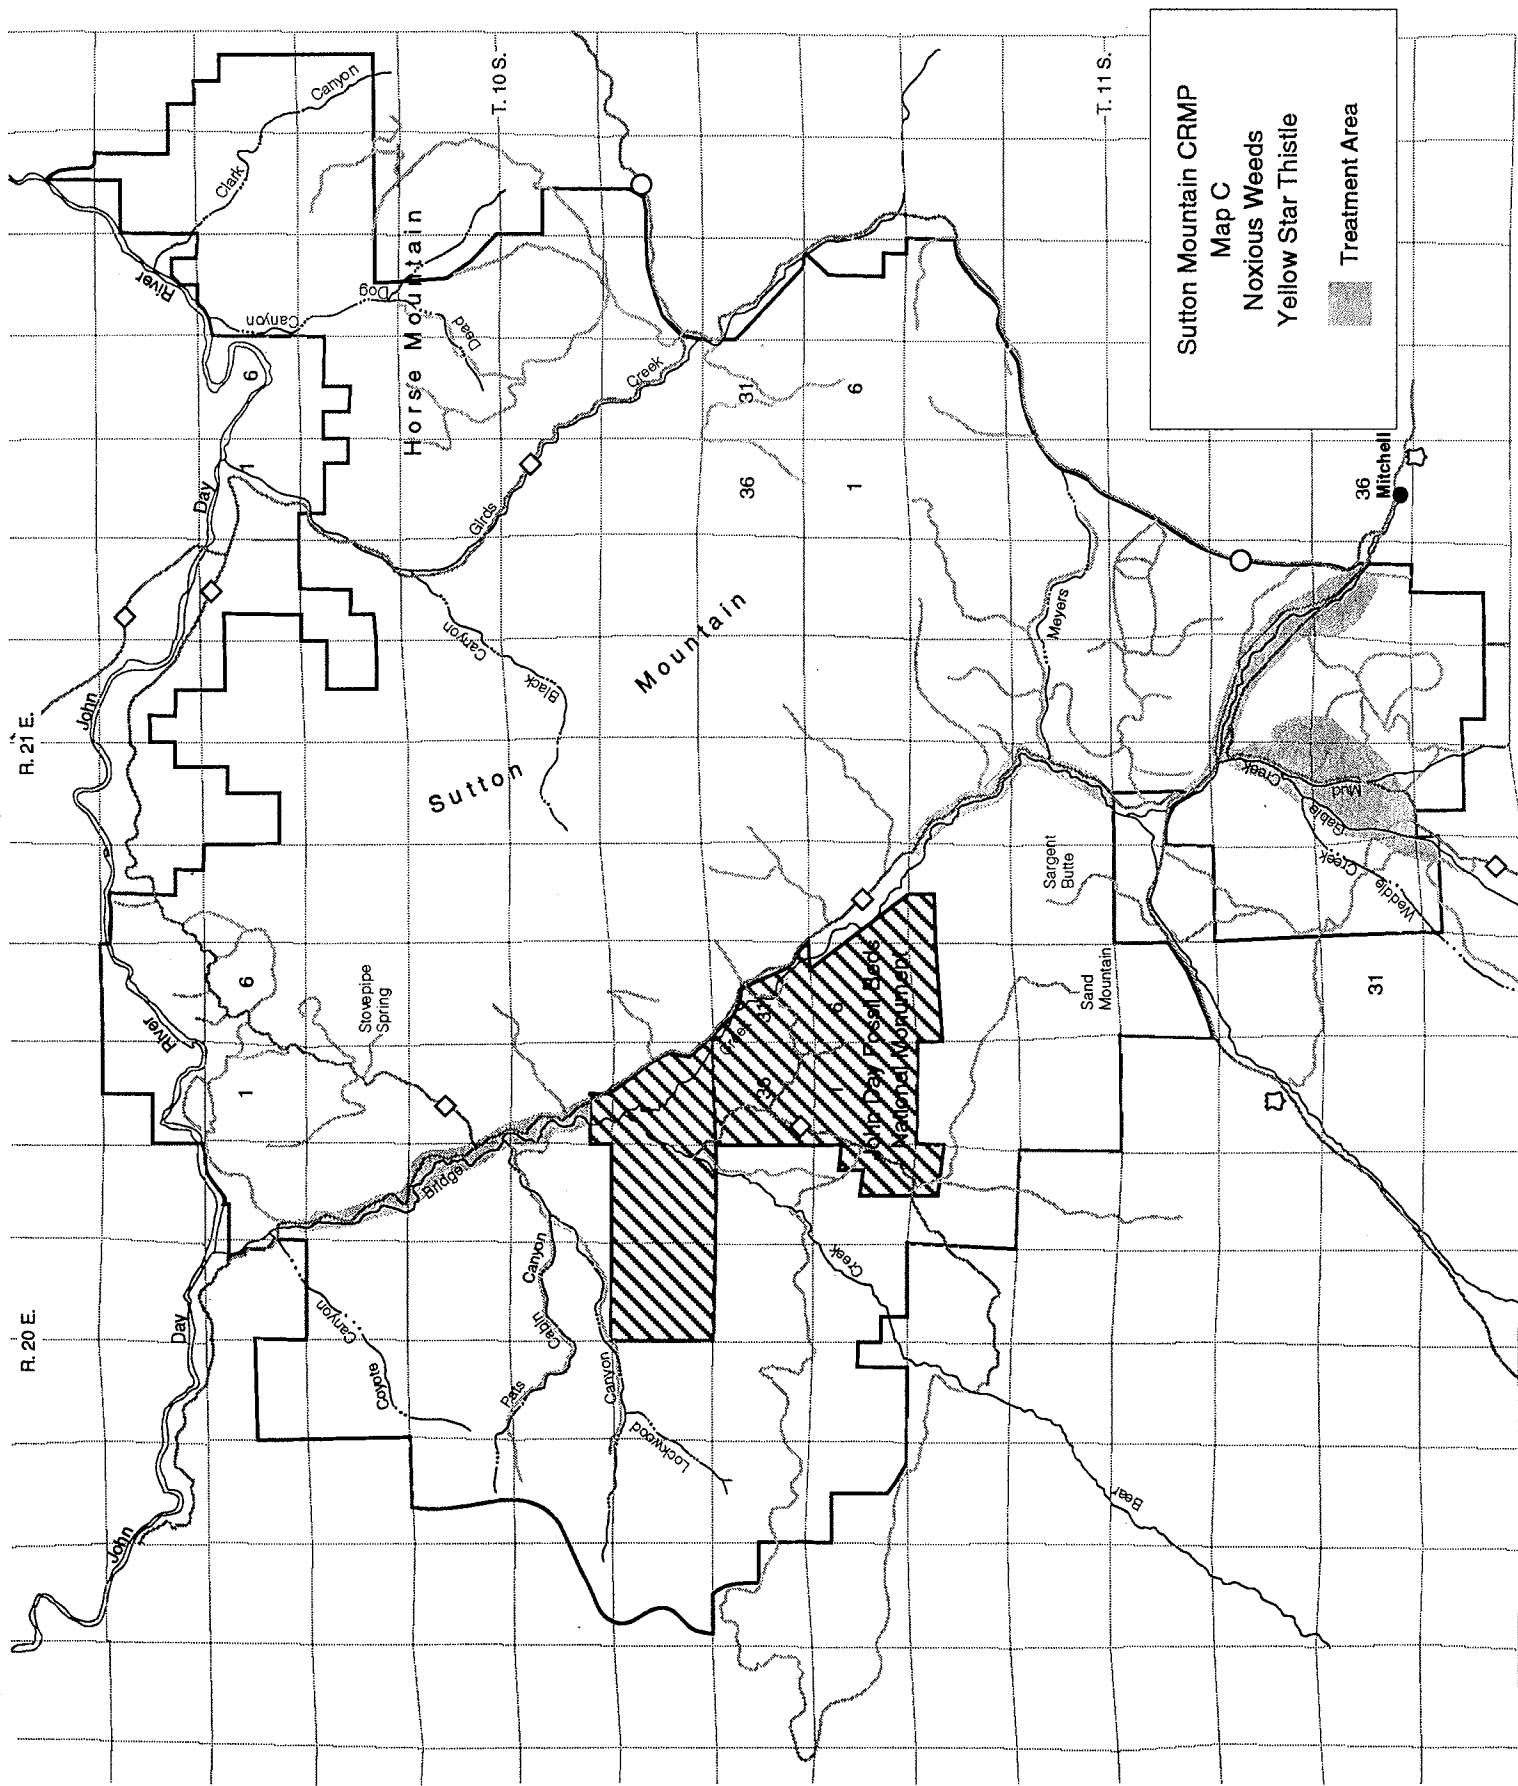 Sutton Mountain CRMP
Map C
Noxious Weeds
Yellow Star Thistle
Treatment Area
R. 21 E.
R. 20 E.
T. 10 S.
T. 11 S.
Clark
Canyon
River
Canyon
Dog
Dead
Horse Mountain
6
1
Day
John
Girds
Creek
31
6
36
1
Canyon
Black
Sutton
Mountain
Meyers
36
Mitchell
Creek
Mud
Gable
Creek
Weddle
31
Sargent
Butte
Sand
Mountain
River
6
1
Stovepipe
Spring
Bridge
Creek
31
6
36
1
John Day Fossil Beds
National Monument
Day
John
Canyon
Coyote
Canyon
Cabin
Pats
Canyon
Lockwood
Creek
Bear